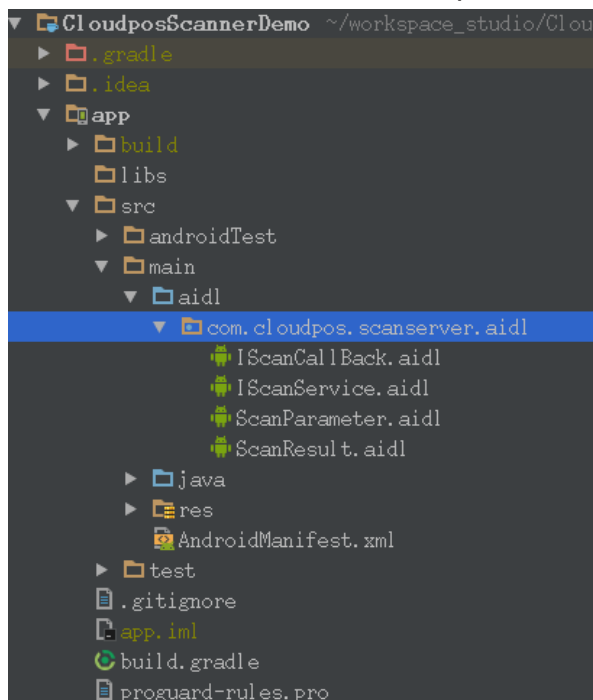 CloudposScannerDemo ~/workspace_studio/Clou
.gradle
.idea
app
build
libs
src
androidTest
main
aidl
com.cloudpos.scanserver.aidl
IScanCallBack.aidl
IScanService.aidl
ScanParameter.aidl
ScanResult.aidl
java
res
AndroidManifest.xml
test
.gitignore
app.iml
build.gradle
proguard-rules.pro